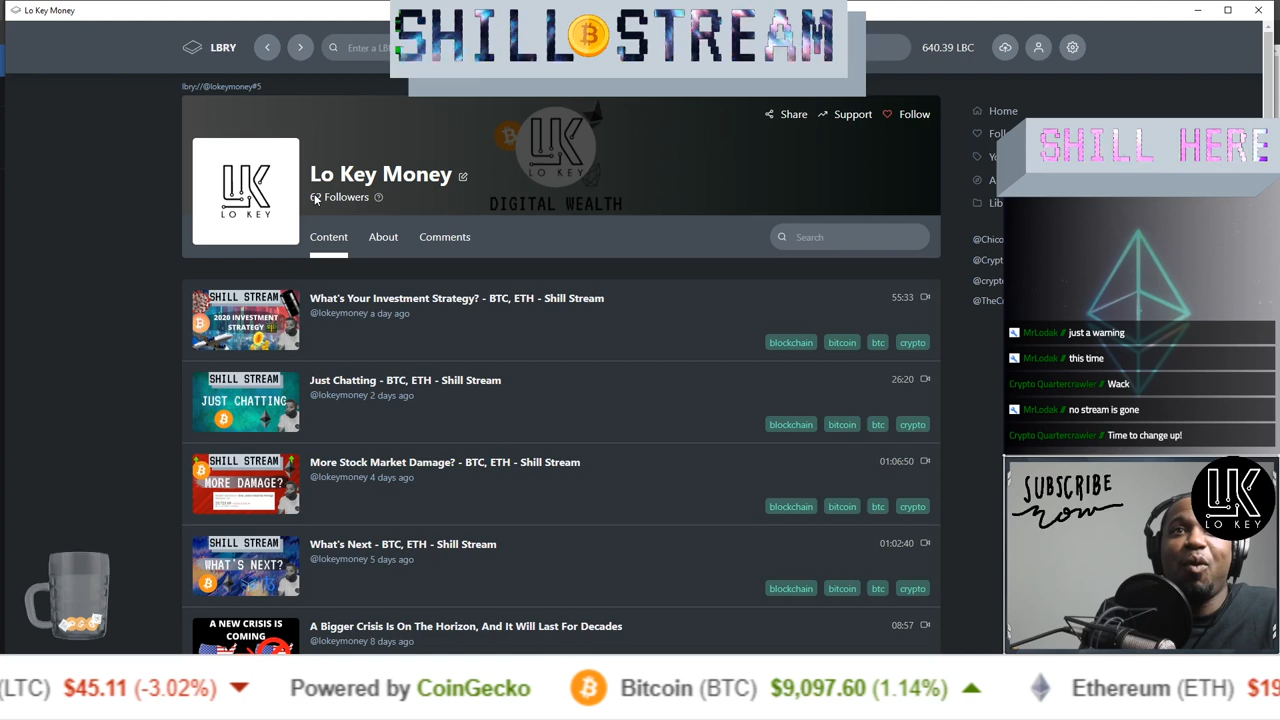 Lo Key Money
SHILL STREAM
LBRY
Enter a LB
640.39 LBC
lbry://@lokeymoney#5
Share
Support
Follow
LO KEY
DIGITAL WEALTH
LK
LO KEY
Lo Key Money
Followers
Content
About
Comments
Search
Home
SHILL HERE
@Chico
@Crypt
@crypto
SHILL STREAM
2020 INVESTMENT
STRATEGY
What's Your Investment Strategy? - BTC, ETH - Shill Stream
@lokeymoney a day ago
55:33
blockchain bitcoin btc crypto
SHILL STREAM
JUST CHATTING
Just Chatting - BTC, ETH - Shill Stream
@lokeymoney 2 days ago
26:20
blockchain bitcoin btc crypto
SHILL STREAM
MORE DAMAGE?
More Stock Market Damage? - BTC, ETH - Shill Stream
@lokeymoney 4 days ago
01:06:50
blockchain bitcoin btc crypto
SHILL STREAM
WHAT'S NEXT?
What's Next - BTC, ETH - Shill Stream
@lokeymoney 5 days ago
01:02:40
blockchain bitcoin btc crypto
A NEW CRISIS IS
COMING
A Bigger Crisis Is On The Horizon, And It Will Last For Decades
@lokeymoney 8 days ago
08:57
MrLodak // just a warning
MrLodak // this time
Crypto Quartercrawler // Wack
MrLodak // no stream is gone
Crypto Quartercrawler // Time to change up!
SUBSCRIBE
now
LK
LO KEY
(LTC) $45.11 (-3.02%) Powered by CoinGecko Bitcoin (BTC) $9,097.60 (1.14%) Ethereum (ETH) $19